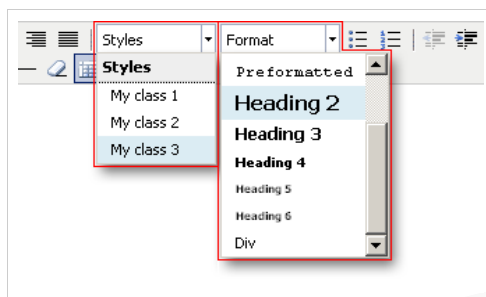 Styles
Format
Styles
My class 1
My class 2
My class 3
Preformatted
Heading 2
Heading 3
Heading 4
Heading 5
Heading 6
Div